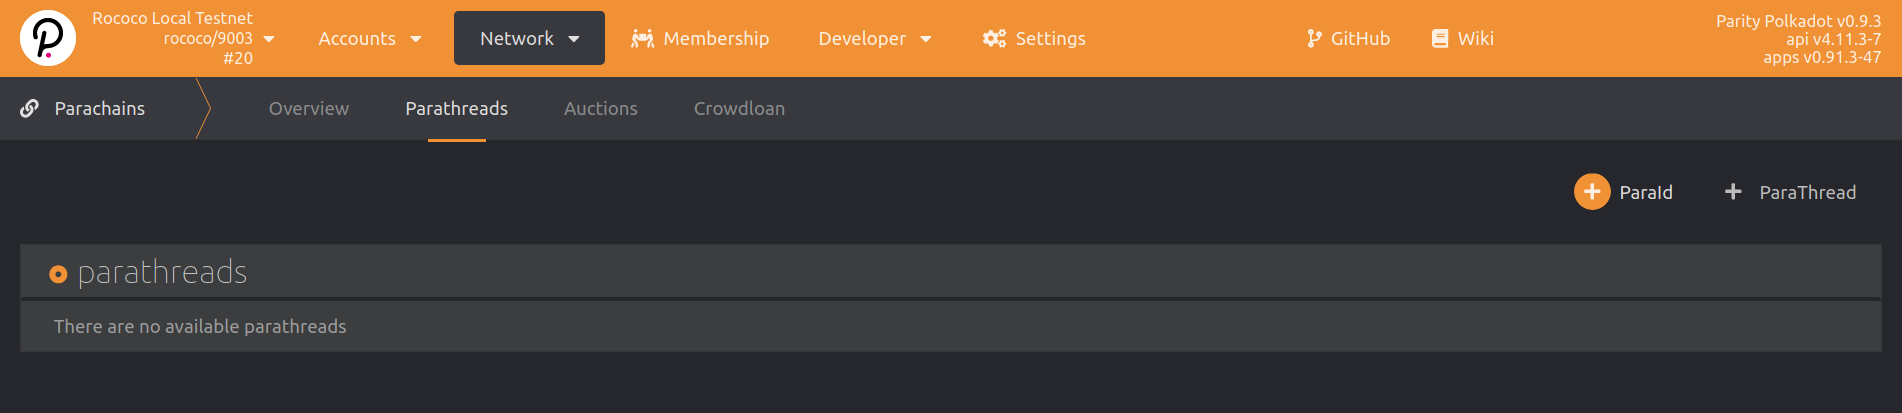 Rococo Local Testnet
rococo/9003
#20
Accounts
Network
Membership
Developer
Settings
GitHub
Wiki
Parity Polkadot v0.9.3
api v4.11.3-7
apps v0.91.3-47
Parachains
Overview
Parathreads
Auctions
Crowdloan
ParaId
ParaThread
parathreads
There are no available parathreads